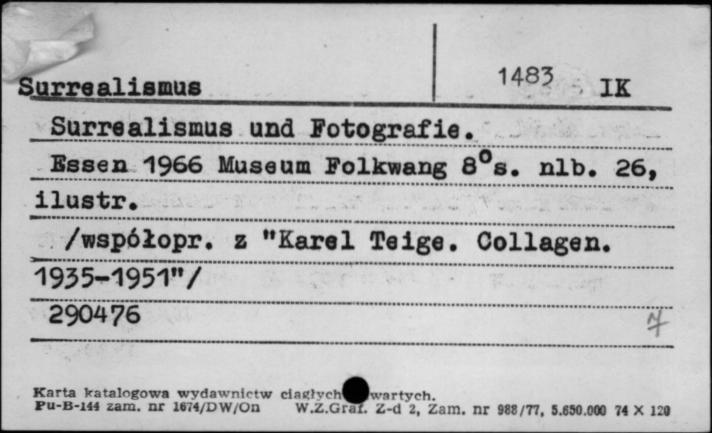 1483
Surrealismus IK
Surrealismus und Fotografie.
Essen 1966 Museum Folkwang 8°s. nlb. 26,
ilustr.
/współopr. z "Karel Teige. Collagen.
1935-1951"/
290476 7
Karta katalogowa wydawnictw ciągłych wartych.
Pu-B-144 zam. nr 1674/DW/On W.Z.Graf. Z-d 2, Zam. nr 988/77, 5.650.000 74 X 120